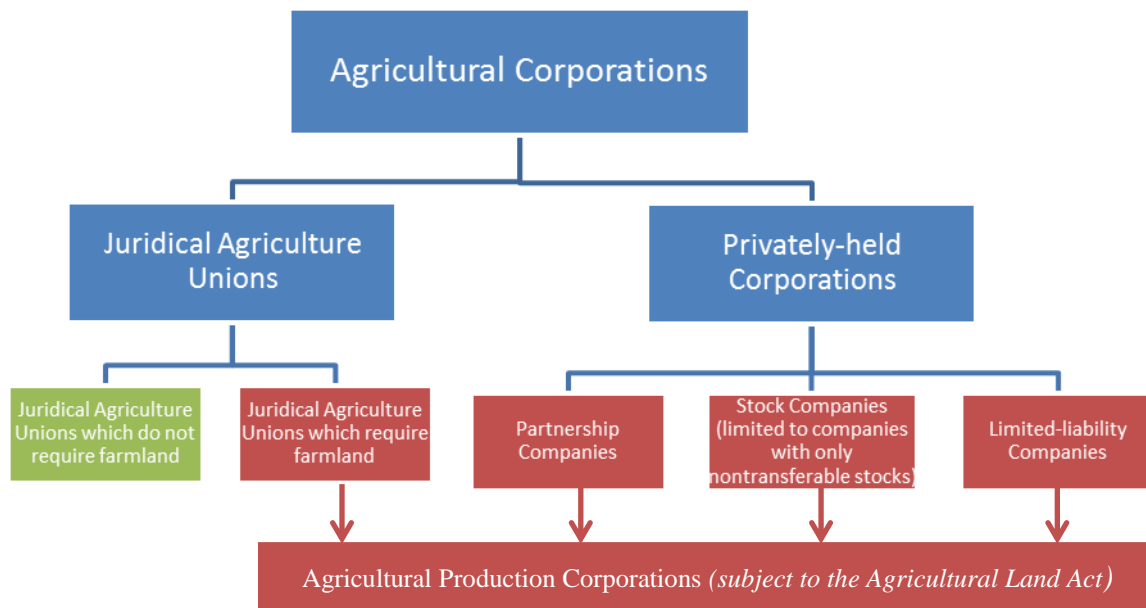 Agricultural Corporations
Juridical Agriculture
Unions
Privately-held
Corporations
Juridical Agriculture
Unions which do not
require farmland
Juridical Agriculture
Unions which require
farmland
Partnership
Companies
Stock Companies
(limited to companies
with only
nontransferable stocks)
Limited-liability
Companies
Agricultural Production Corporations (subject to the Agricultural Land Act)